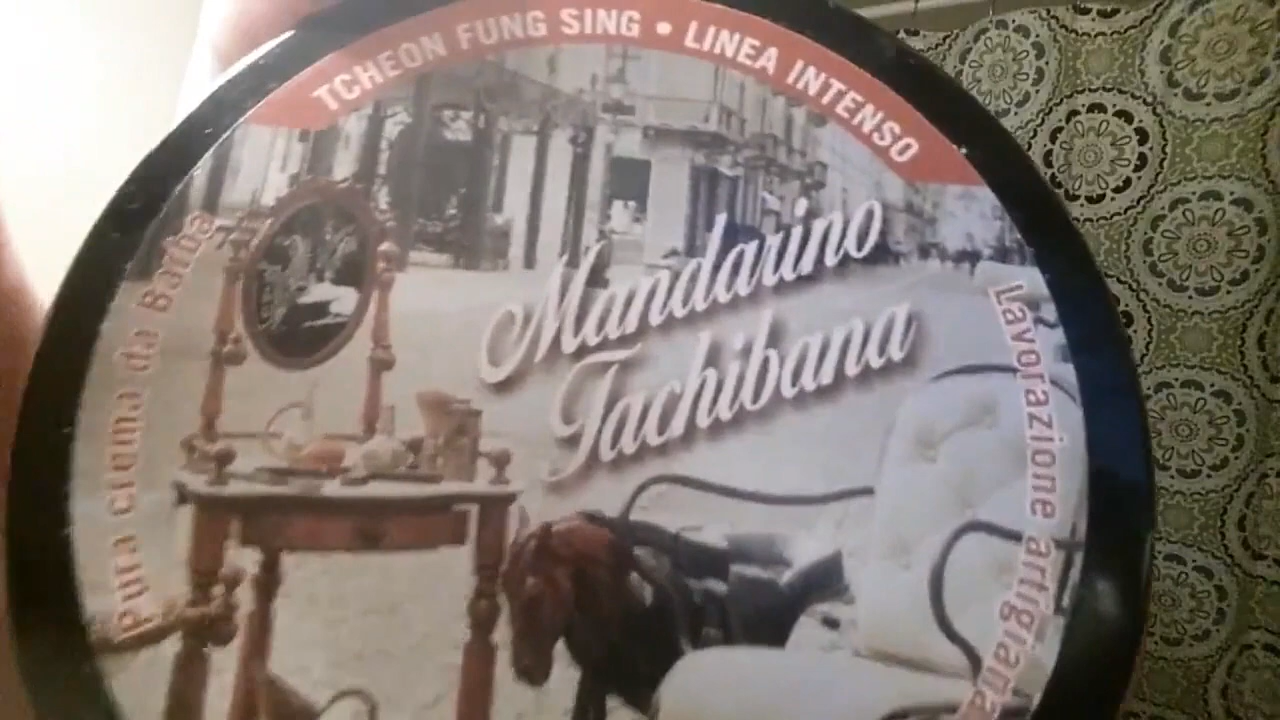 TCHEON FUNG SING • LINEA INTENSO
Mandarino
Tachibana
Pura crema da Barba
Lavorazione artigiana